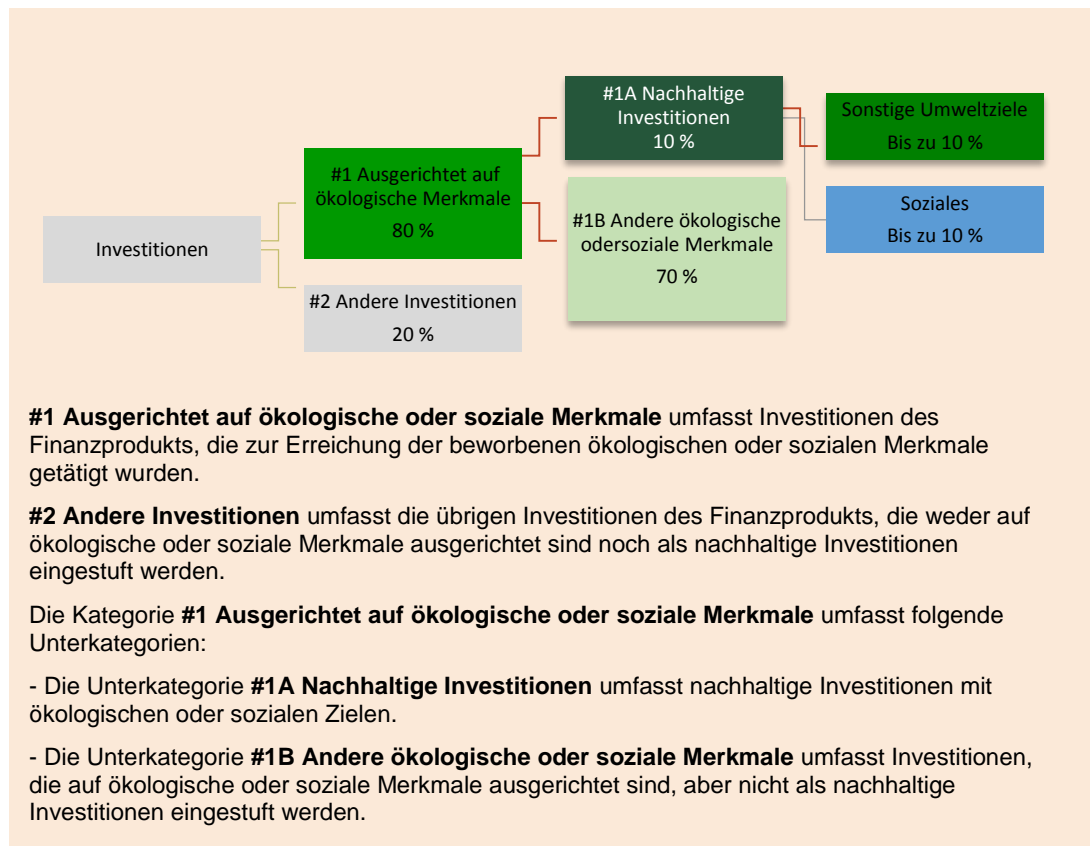 Investitionen
#1 Ausgerichtet auf
ökologische Merkmale
80 %
#2 Andere Investitionen
20 %
#1A Nachhaltige
Investitionen
10 %
#1B Andere ökologische
odersoziale Merkmale
70 %
Sonstige Umweltziele
Bis zu 10 %
Soziales
Bis zu 10 %
#1 Ausgerichtet auf ökologische oder soziale Merkmale umfasst Investitionen des
Finanzprodukts, die zur Erreichung der beworbenen ökologischen oder sozialen Merkmale
getätigt wurden.
#2 Andere Investitionen umfasst die übrigen Investitionen des Finanzprodukts, die weder auf
ökologische oder soziale Merkmale ausgerichtet sind noch als nachhaltige Investitionen
eingestuft werden.
Die Kategorie #1 Ausgerichtet auf ökologische oder soziale Merkmale umfasst folgende
Unterkategorien:
- Die Unterkategorie #1A Nachhaltige Investitionen umfasst nachhaltige Investitionen mit
ökologischen oder sozialen Zielen.
- Die Unterkategorie #1B Andere ökologische oder soziale Merkmale umfasst Investitionen,
die auf ökologische oder soziale Merkmale ausgerichtet sind, aber nicht als nachhaltige
Investitionen eingestuft werden.